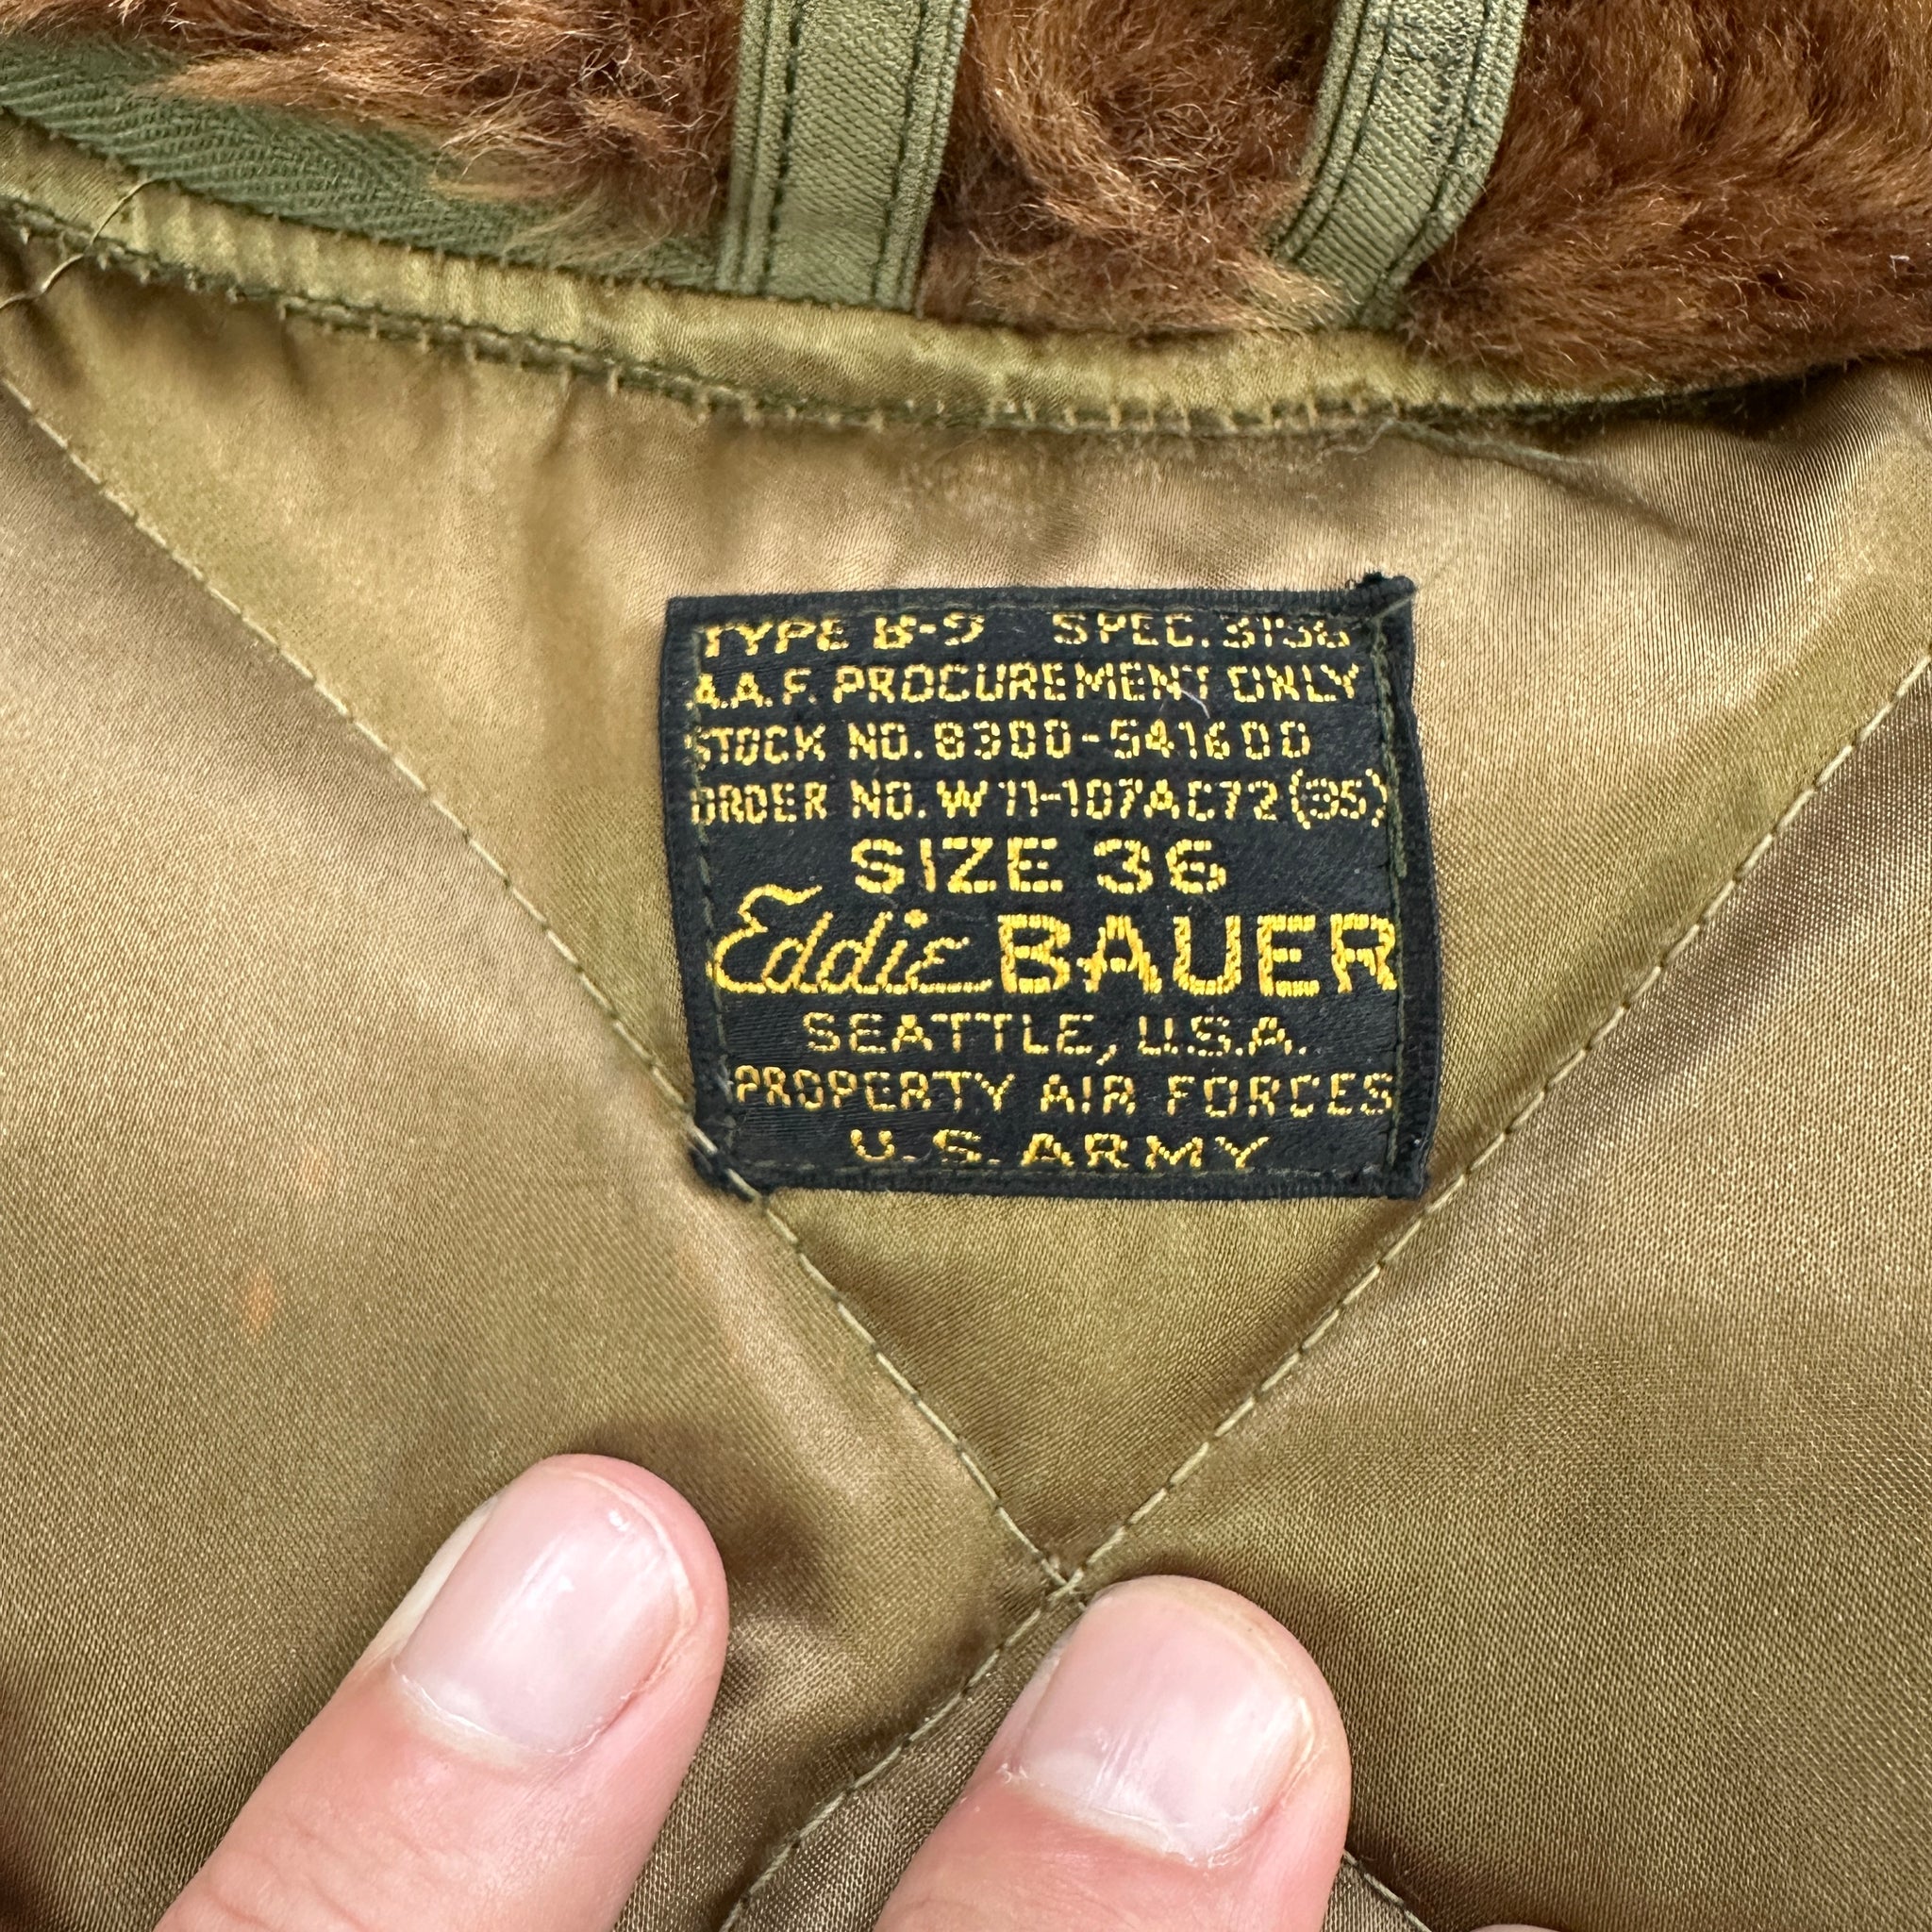 TYPE B-9 SPEC. 3156
A.A.F. PROCUREMENT ONLY
STOCK NO. 8300-541600
ORDER NO. W11-107AC72(35)
SIZE 36
Eddie BAUER
SEATTLE, U.S.A.
PROPERTY AIR FORCES
U.S. ARMY